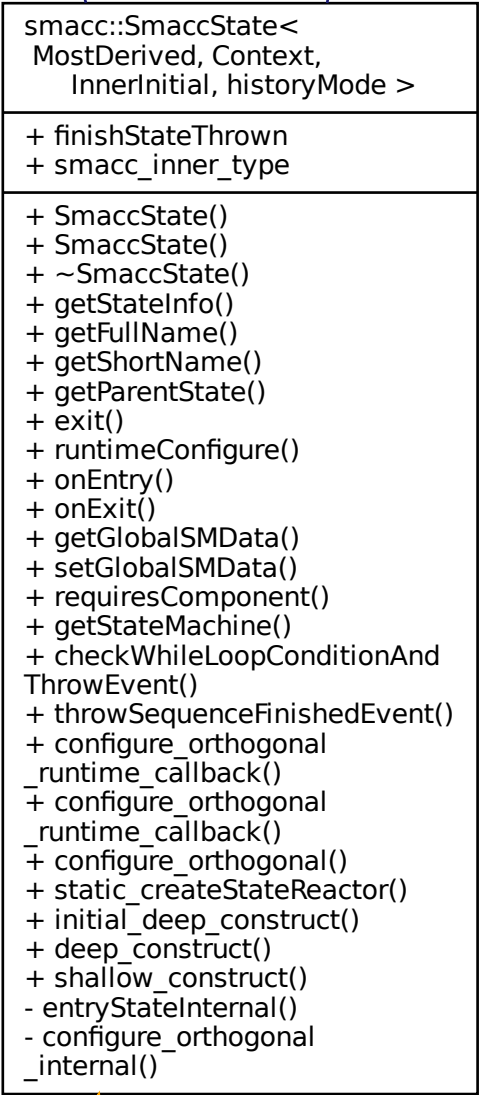 smacc::SmaccState<
MostDerived, Context,
InnerInitial, historyMode >
+ finishStateThrown
+ smacc_inner_type
+ SmaccState()
+ SmaccState()
+ ~SmaccState()
+ getStateInfo()
+ getFullName()
+ getShortName()
+ getParentState()
+ exit()
+ runtimeConfigure()
+ onEntry()
+ onExit()
+ getGlobalSMData()
+ setGlobalSMData()
+ requiresComponent()
+ getStateMachine()
+ checkWhileLoopConditionAnd
ThrowEvent()
+ throwSequenceFinishedEvent()
+ configure_orthogonal
_runtime_callback()
+ configure_orthogonal
_runtime_callback()
+ configure_orthogonal()
+ static_createStateReactor()
+ initial_deep_construct()
+ deep_construct()
+ shallow_construct()
- entryStateInternal()
- configure_orthogonal
_internal()